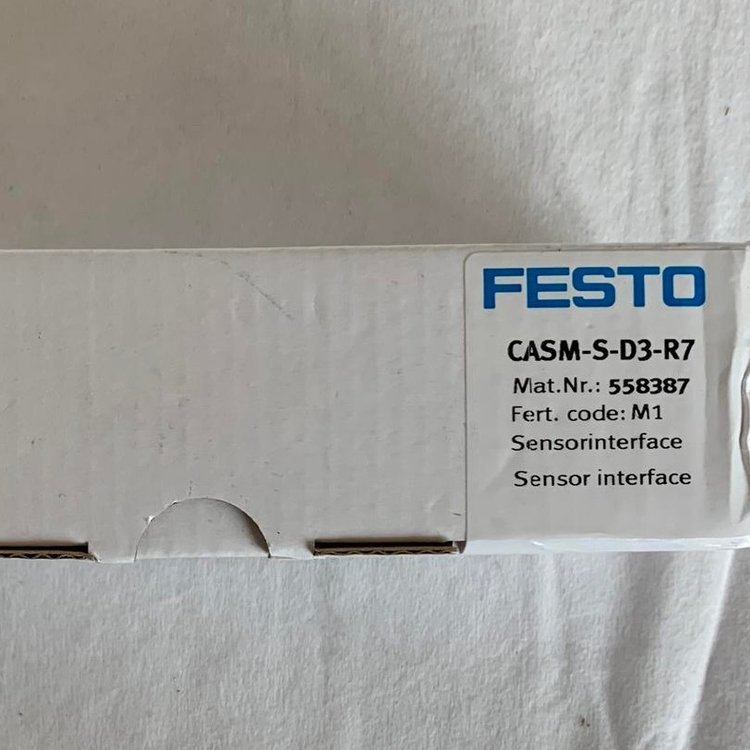 FESTO
CASM-S-D3-R7
Mat.Nr.: 558387
Fert. code: M1
Sensorinterface
Sensor interface